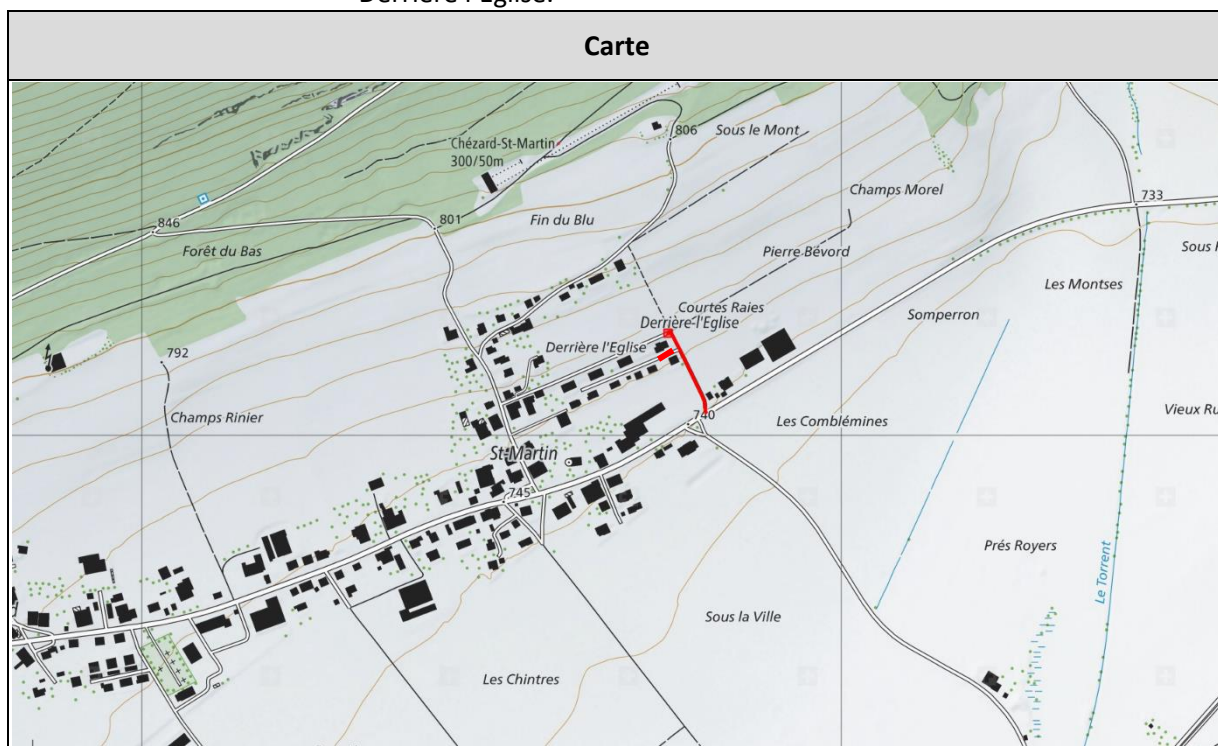 Derrière l'Eglise.
Carte
806
Sous le Mont
Chézard-St-Martin
300/50m
Champs Morel
733
846
801
Fin du Blu
Forêt du Bas
Pierre Bévord
Les Montses
Courtes Raies
Derrière-l'Eglise
Somperron
792
Derrière l'Eglise
Champs Rinier
740
Les Comblémines
St-Martin
745
Prés Royers
Le Torrent
Sous la Ville
Les Chintres